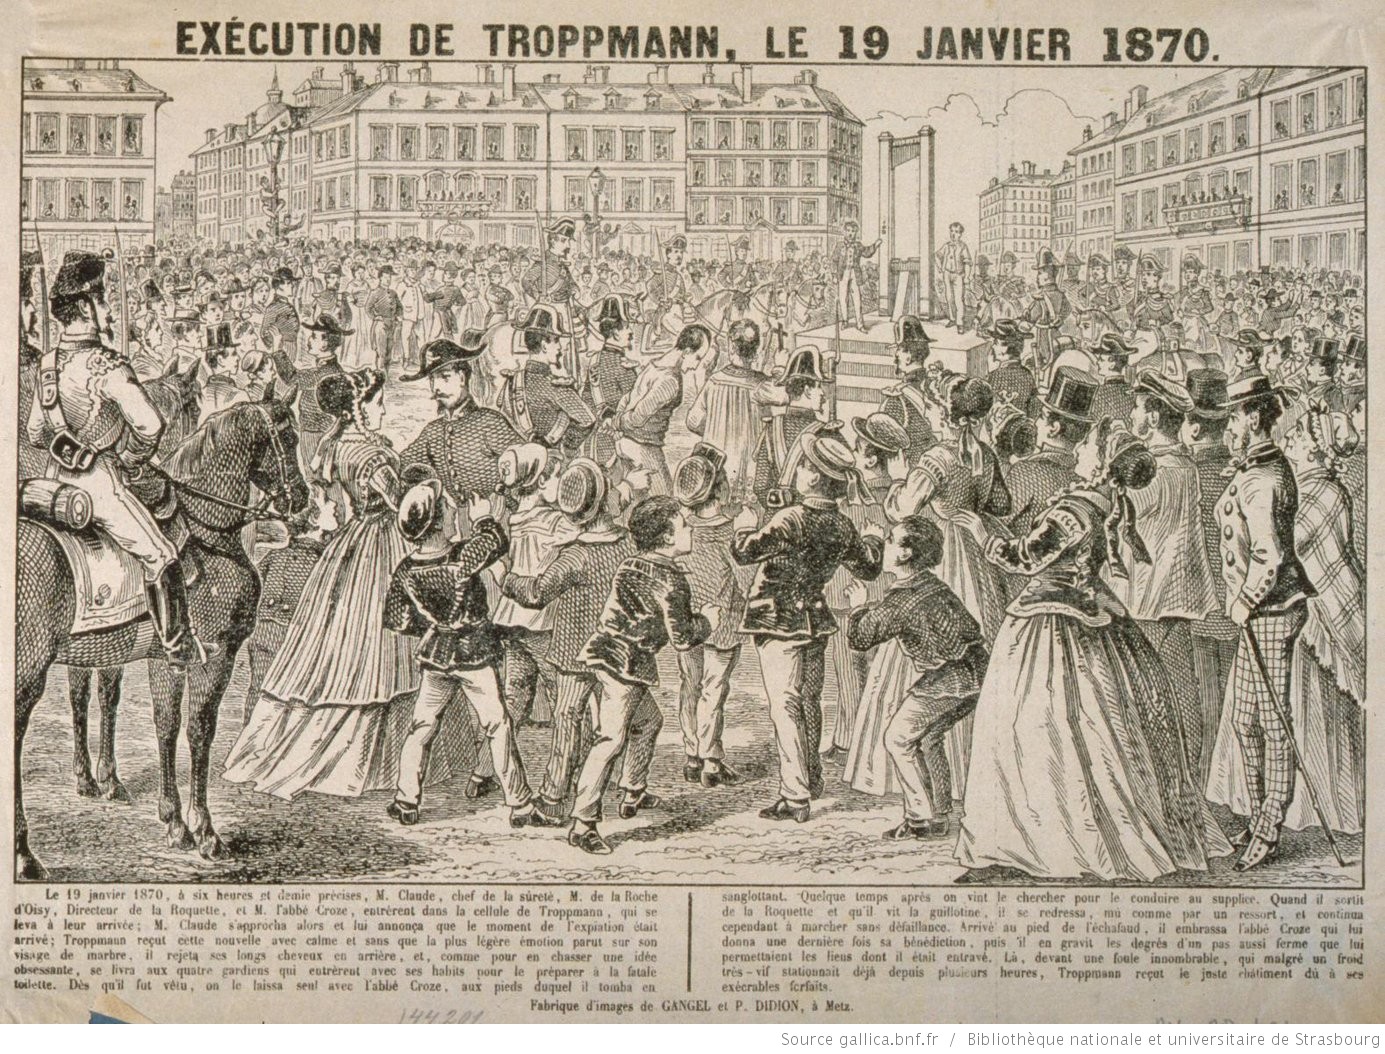 EXÉCUTION DE TROPPMANN, LE 19 JANVIER 1870.
Le 19 janvier 1870, à six heures et demie précises, M. Claude, chef de la sûreté, M. de la Roche
d'Oisy, Directeur de la Roquette, et M. l'abbé Croze, entrèrent dans la cellule de Troppmann, qui se
leva à leur arrivée; M. Claude s'approcha alors et lui annonça que le moment de l'expiation était
arrivé; Troppmann reçut cette nouvelle avec calme et sans que la plus légère émotion parut sur son
visage de marbre, il rejeta ses longs cheveux en arrière, et, comme pour en chasser une idée
obsessante, se livra aux quatre gardiens qui entrèrent avec ses habits pour le préparer à la fatale
toilette. Dès qu'il fut vêtu, on le laissa seul avec l'abbé Croze, aux pieds duquel il tomba en
sanglottant. Quelque temps après on vint le chercher pour le conduire au supplice. Quand il sortit
de la Roquette et qu'il vit la guillotine, il se redressa, mû comme par un ressort, et continua
cependant à marcher sans défaillance. Arrivé au pied de l'échafaud, il embrassa l'abbé Croze qui lui
donna une dernière fois sa bénédiction, puis il en gravit les degrés d'un pas aussi ferme que lui
permettaient les liens dont il était entravé. Là, devant une foule innombrable, qui malgré un froid
très-vif stationnait déjà depuis plusieurs heures, Troppmann reçut le juste châtiment dû à ses
exécrables forfaits.
Fabrique d'images de GANGEL et P. DIDION, à Metz.
144201
Source gallica.bnf.fr / Bibliothèque nationale et universitaire de Strasbourg